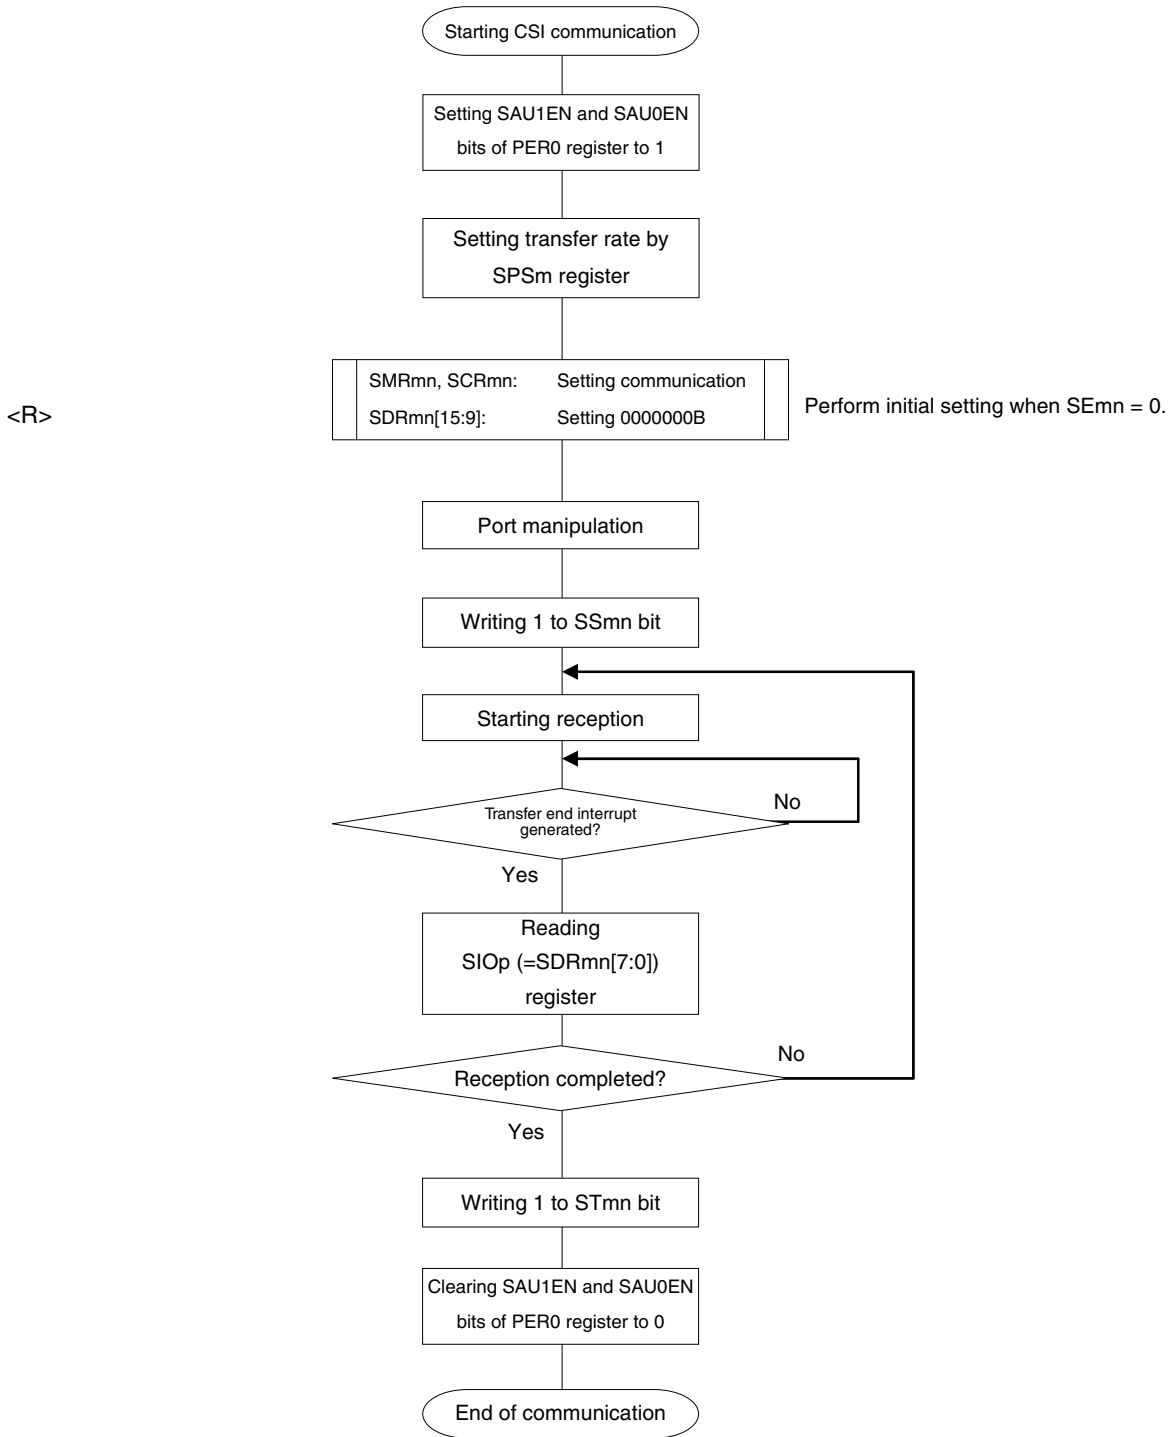 Starting CSI communication
Setting SAU1EN and SAU0EN
bits of PER0 register to 1
Setting transfer rate by
SPSm register
<R>
SMRmn, SCRmn: Setting communication
SDRmn[15:9]: Setting 0000000B
Perform initial setting when SEmn = 0.
Port manipulation
Writing 1 to SSmn bit
Starting reception
Transfer end interrupt
generated?
No
Yes
Reading
SIOp (=SDRmn[7:0])
register
Reception completed?
No
Yes
Writing 1 to STmn bit
Clearing SAU1EN and SAU0EN
bits of PER0 register to 0
End of communication